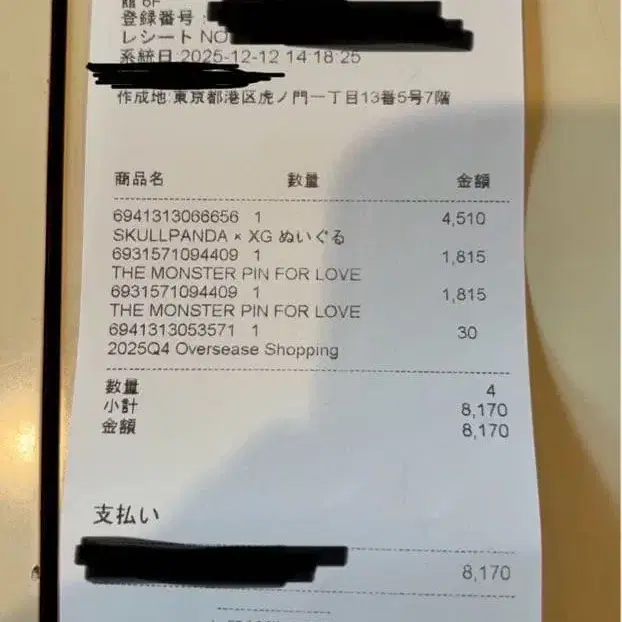 館 6F
登録番号:
レシート NO
系統日:2025-12-12 14:18:25
作成地:東京都港区虎ノ門一丁目13番5号7階
商品名 数量 金額
6941313066656 1 4,510
SKULLPANDA × XG ぬいぐる
6931571094409 1 1,815
THE MONSTER PIN FOR LOVE
6931571094409 1 1,815
THE MONSTER PIN FOR LOVE
6941313053571 1 30
2025Q4 Oversease Shopping
数量 4
小計 8,170
金額 8,170
支払い
8,170